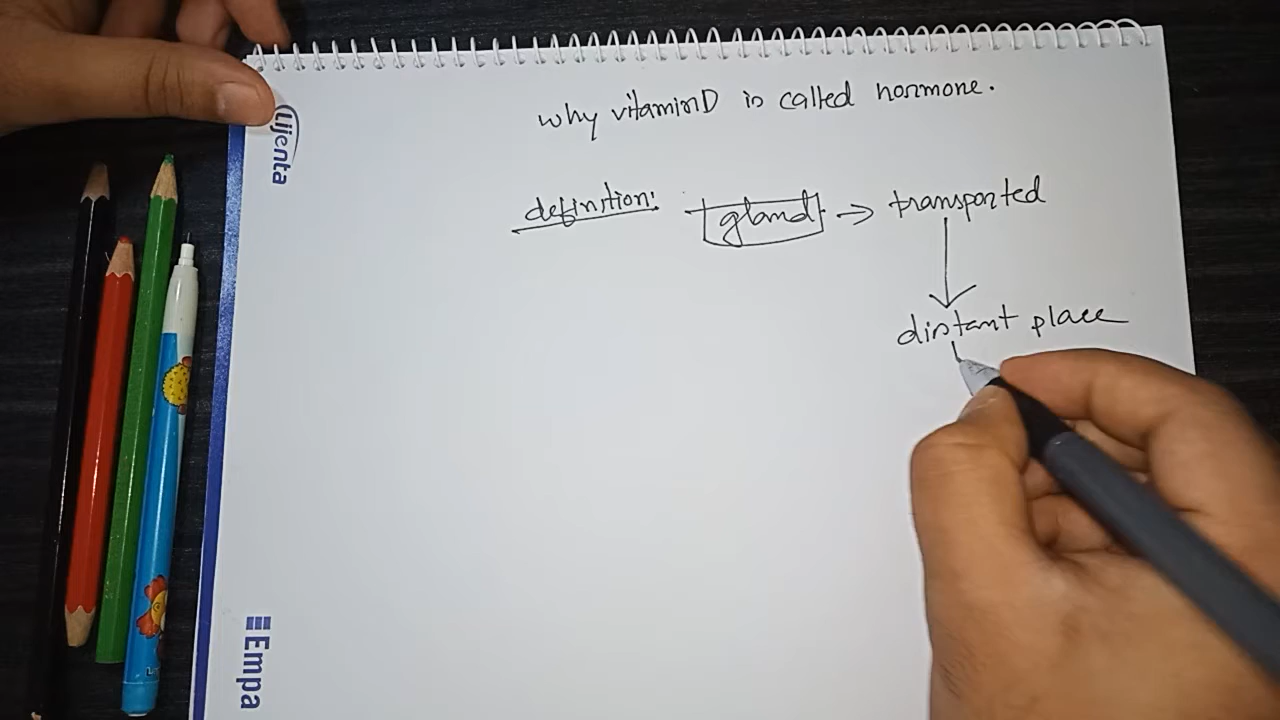 why vitaminD is called hormone.
definition: gland → transported
distant place
Lijenta
Empa